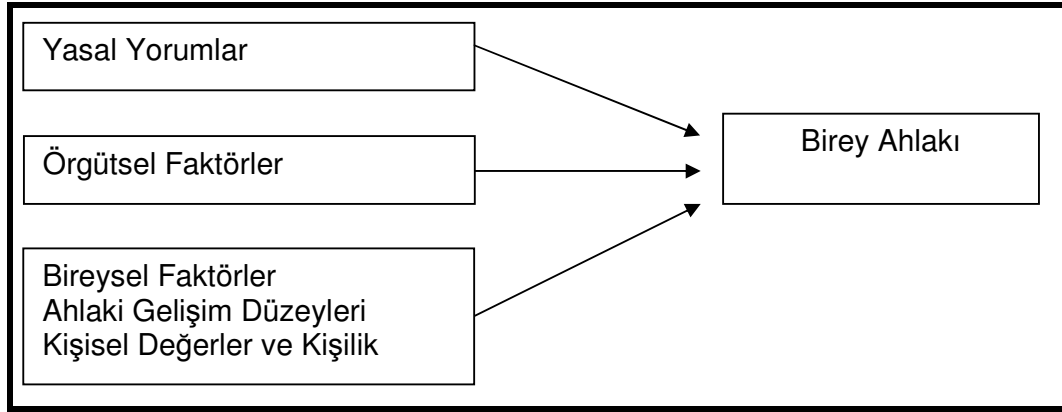 Yasal Yorumlar
Örgütsel Faktörler
Bireysel Faktörler
Ahlaki Gelişim Düzeyleri
Kişisel Değerler ve Kişilik
Birey Ahlakı